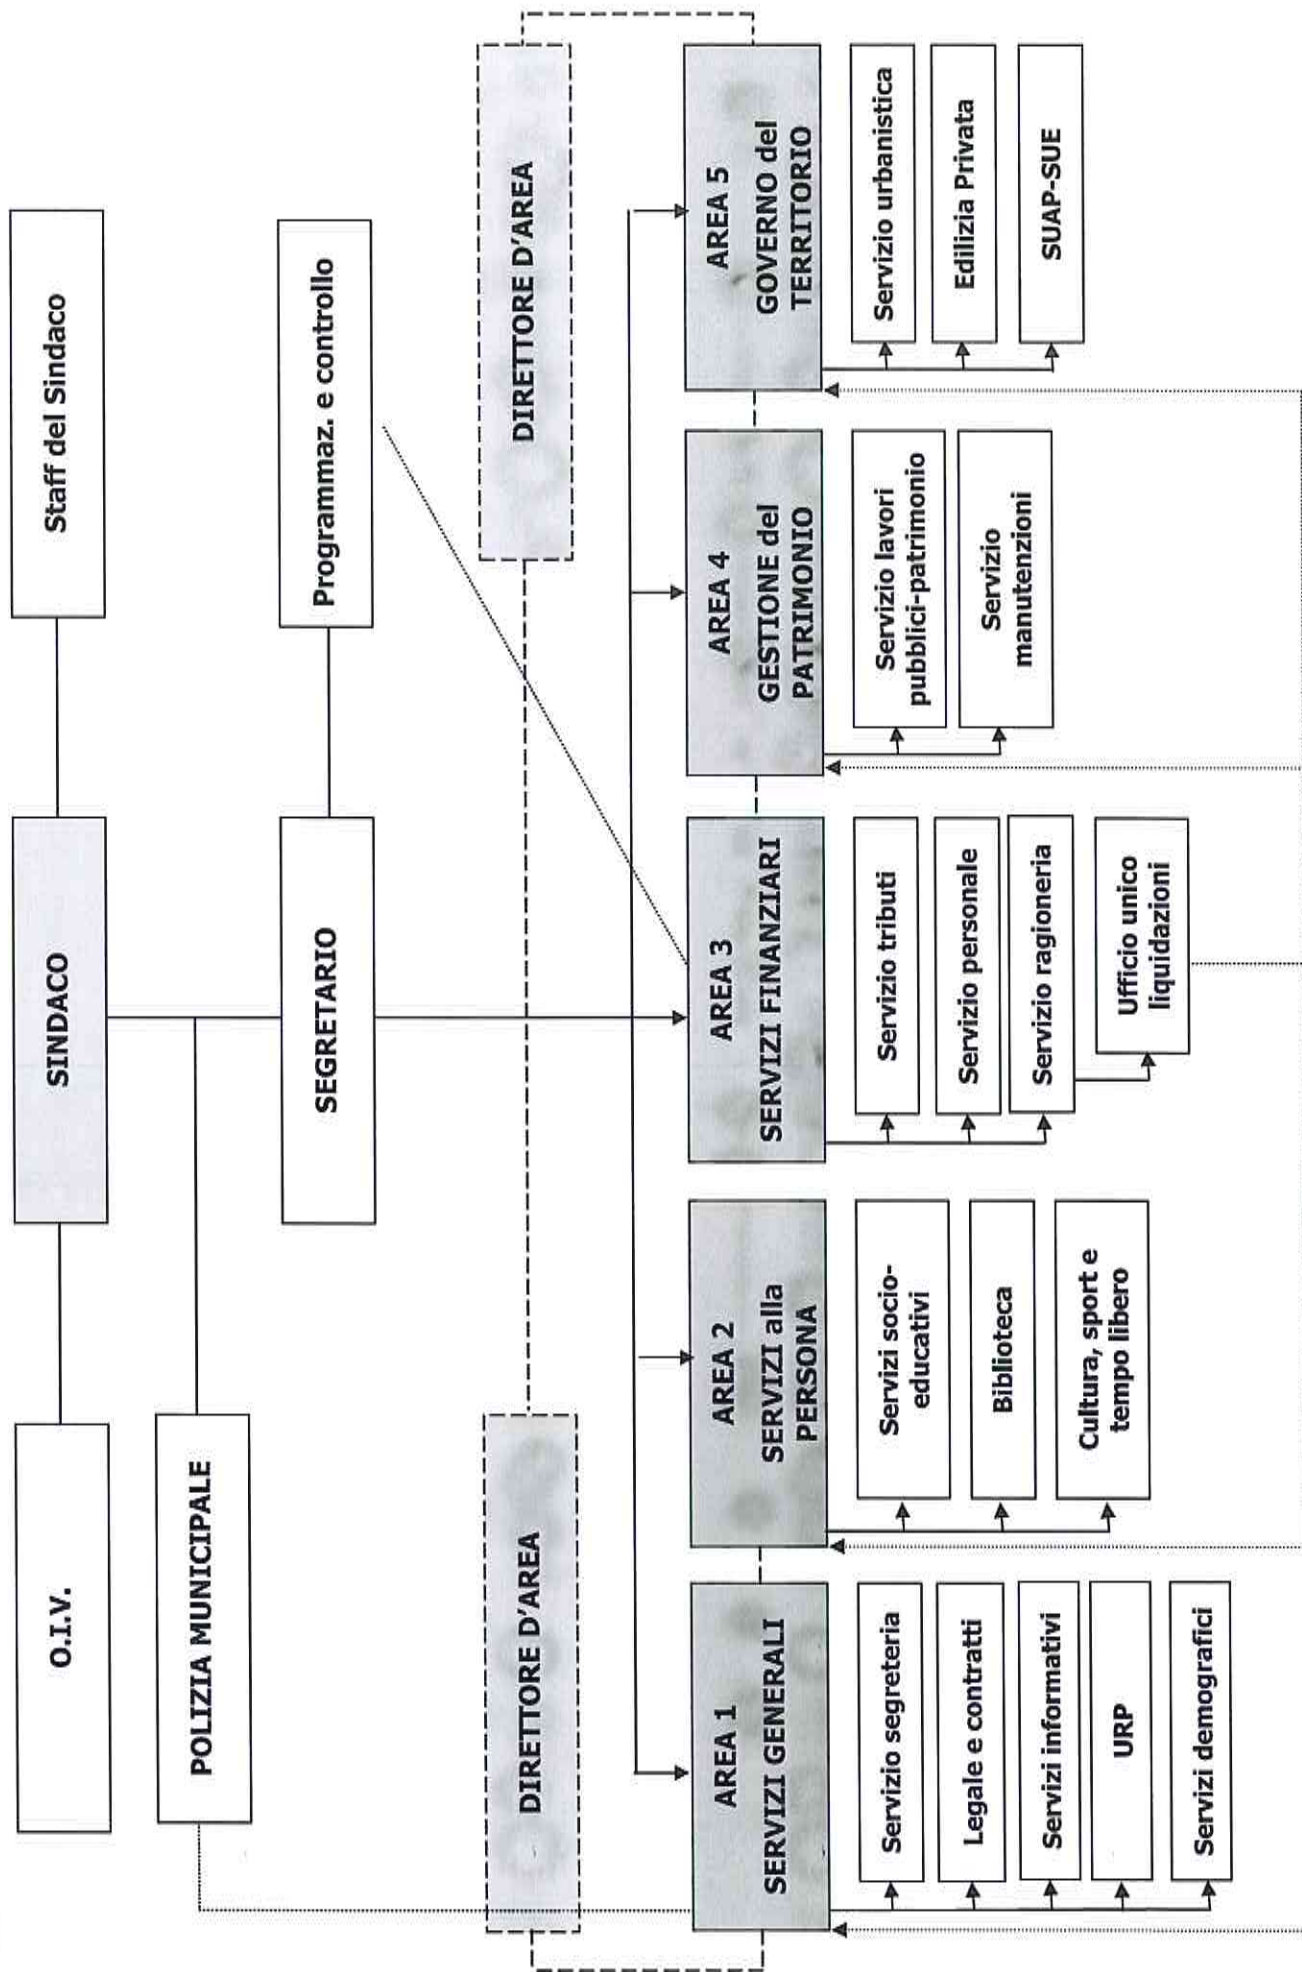 SINDACO
Staff del Sindaco
O.I.V.
POLIZIA MUNICIPALE
SEGRETARIO
Programmaz. e controllo
DIRETTORE D'AREA
DIRETTORE D'AREA
AREA 1
SERVIZI GENERALI
Servizio segreteria
Legale e contratti
Servizi informativi
URP
Servizi demografici
AREA 2
SERVIZI alla
PERSONA
Servizi socio-
educativi
Biblioteca
Cultura, sport e
tempo libero
AREA 3
SERVIZI FINANZIARI
Servizio tributi
Servizio personale
Servizio ragioneria
Ufficio unico
liquidazioni
AREA 4
GESTIONE del
PATRIMONIO
Servizio lavori
pubblici-patrimonio
Servizio
manutenzioni
AREA 5
GOVERNO del
TERRITORIO
Servizio urbanistica
Edilizia Privata
SUAP-SUE